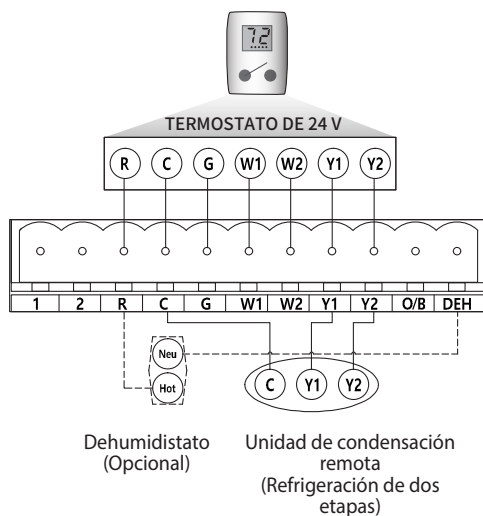 72
TERMOSTATO DE 24 V
R C G W1 W2 Y1 Y2
1 2 R C G W1 W2 Y1 Y2 O/B DEH
Neu
Hot
C Y1 Y2
Dehumidistato
(Opcional)
Unidad de condensación
remota
(Refrigeración de dos
etapas)